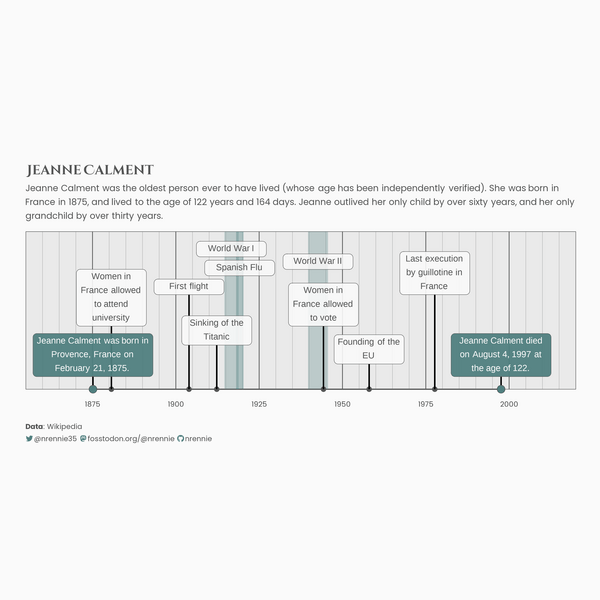 JEANNE CALMENT
Jeanne Calment was the oldest person ever to have lived (whose age has been independently verified). She was born in
France in 1875, and lived to the age of 122 years and 164 days. Jeanne outlived her only child by over sixty years, and her only
grandchild by over thirty years.
World War I
Spanish Flu
World War II
Last execution
by guillotine in
France
Women in
France allowed
to attend
university
First flight
Women in
France allowed
to vote
Sinking of the
Titanic
Jeanne Calment was born in
Provence, France on
February 21, 1875.
Founding of the
EU
Jeanne Calment died
on August 4, 1997 at
the age of 122.
1875 1900 1925 1950 1975 2000
Data: Wikipedia
@nrennie35 fosstodon.org/@nrennie nrennie